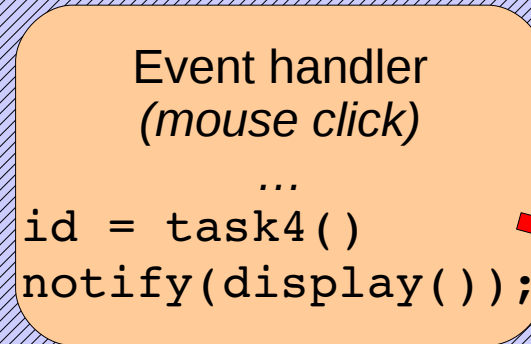 Event handler
(mouse click)
…
id = task4()
notify(display());